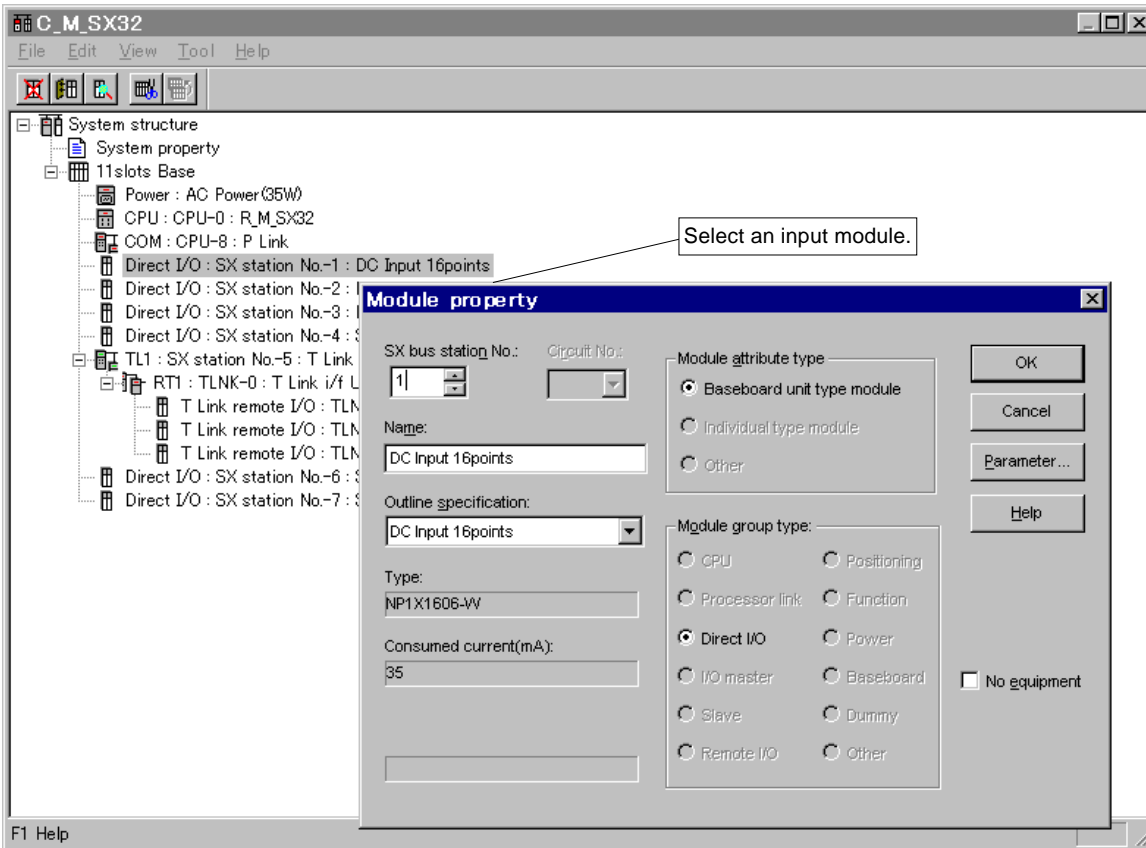 C_M_SX32
File Edit View Tool Help
System structure
System property
11slots Base
Power : AC Power(35W)
CPU : CPU-0 : R_M_SX32
COM : CPU-8 : P Link
Direct I/O : SX station No.-1 : DC Input 16points
Direct I/O : SX station No.-2 :
Direct I/O : SX station No.-3 :
Direct I/O : SX station No.-4 :
TL1 : SX station No.-5 : T Link
RT1 : TLNK-0 : T Link i/f
T Link remote I/O :
T Link remote I/O :
T Link remote I/O :
Direct I/O : SX station No.-6 :
Direct I/O : SX station No.-7 :
Select an input module.
Module property
SX bus station No.: Circuit No.:
1
Name:
DC Input 16points
Outline specification:
DC Input 16points
Type:
NP1X1606-W
Consumed current(mA):
35
Module attribute type
Baseboard unit type module
Individual type module
Other
Module group type:
CPU Positioning
Processor link Function
Direct I/O Power
I/O master Baseboard
Slave Dummy
Remote I/O Other
OK
Cancel
Parameter...
Help
No equipment
F1 Help